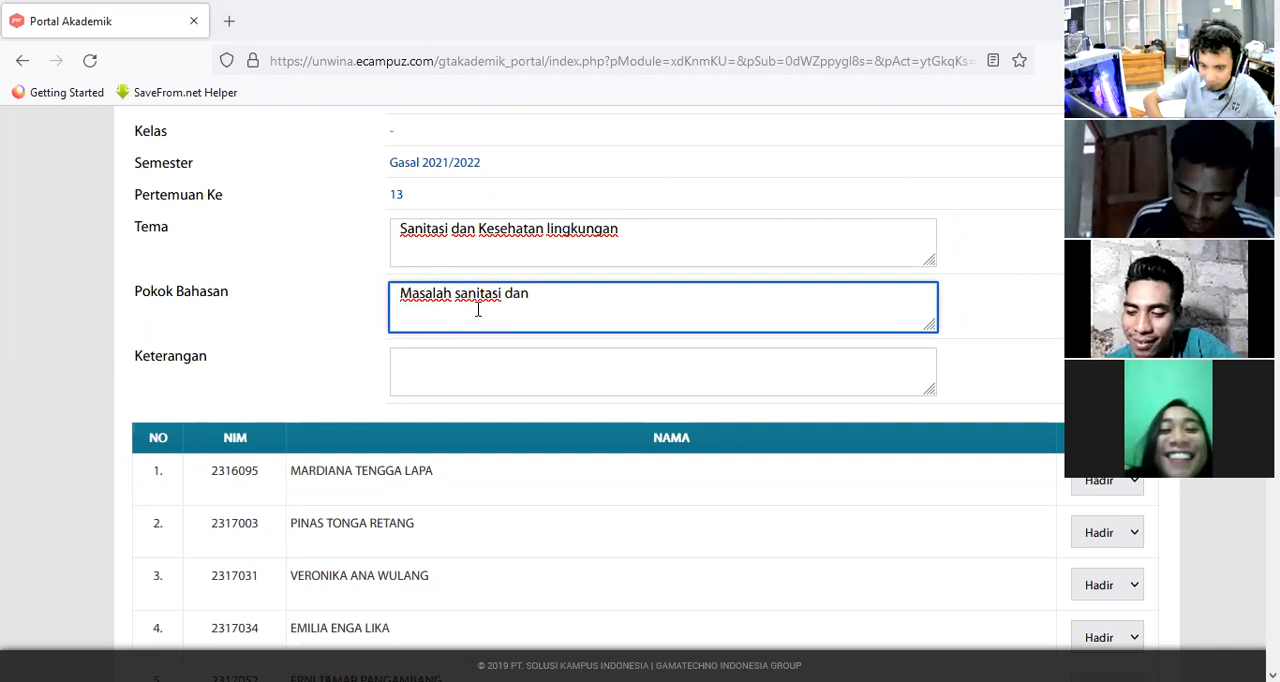 Portal Akademik
https://unwina.ecampuz.com/gtakademik_portal/index.php?pModule=xdKnmKU=&pSub=0dWZppygl8s=&pAct=ytGkqKs=
Getting Started
SaveFrom.net Helper
Kelas -
Semester Gasal 2021/2022
Pertemuan Ke 13
Tema Sanitasi dan Kesehatan lingkungan
Pokok Bahasan Masalah sanitasi dan
Keterangan
NO NIM NAMA
1. 2316095 MARDIANA TENGGA LAPA Hadir
2. 2317003 PINAS TONGA RETANG Hadir
3. 2317031 VERONIKA ANA WULANG Hadir
4. 2317034 EMILIA ENGA LIKA Hadir
© 2019 PT. SOLUSI KAMPUS INDONESIA | GAMATECHNO INDONESIA GROUP